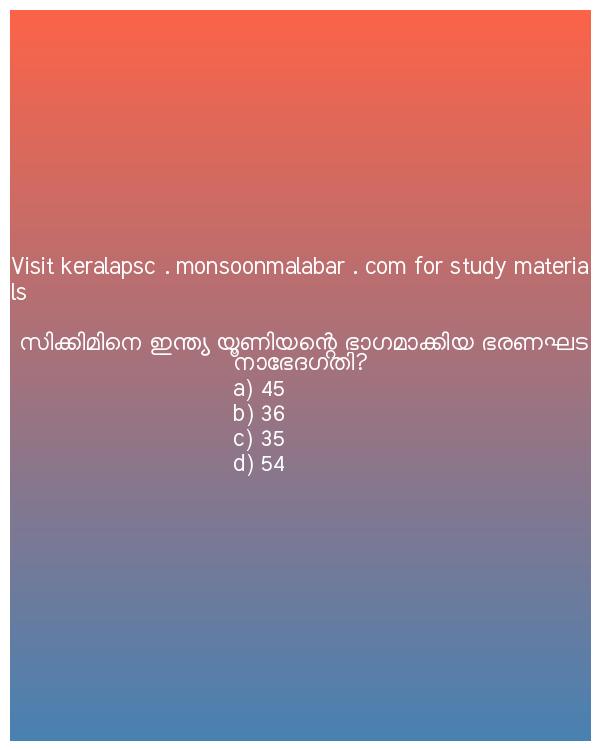 Visit keralapsc . monsoonmalabar . com for study materia
ls
സിക്കിമിനെ ഇന്ത്യ യൂണിയന്റെ ഭാഗമാക്കിയ ഭരണഘട
നാഭേദഗതി?
a) 45
b) 36
c) 35
d) 54